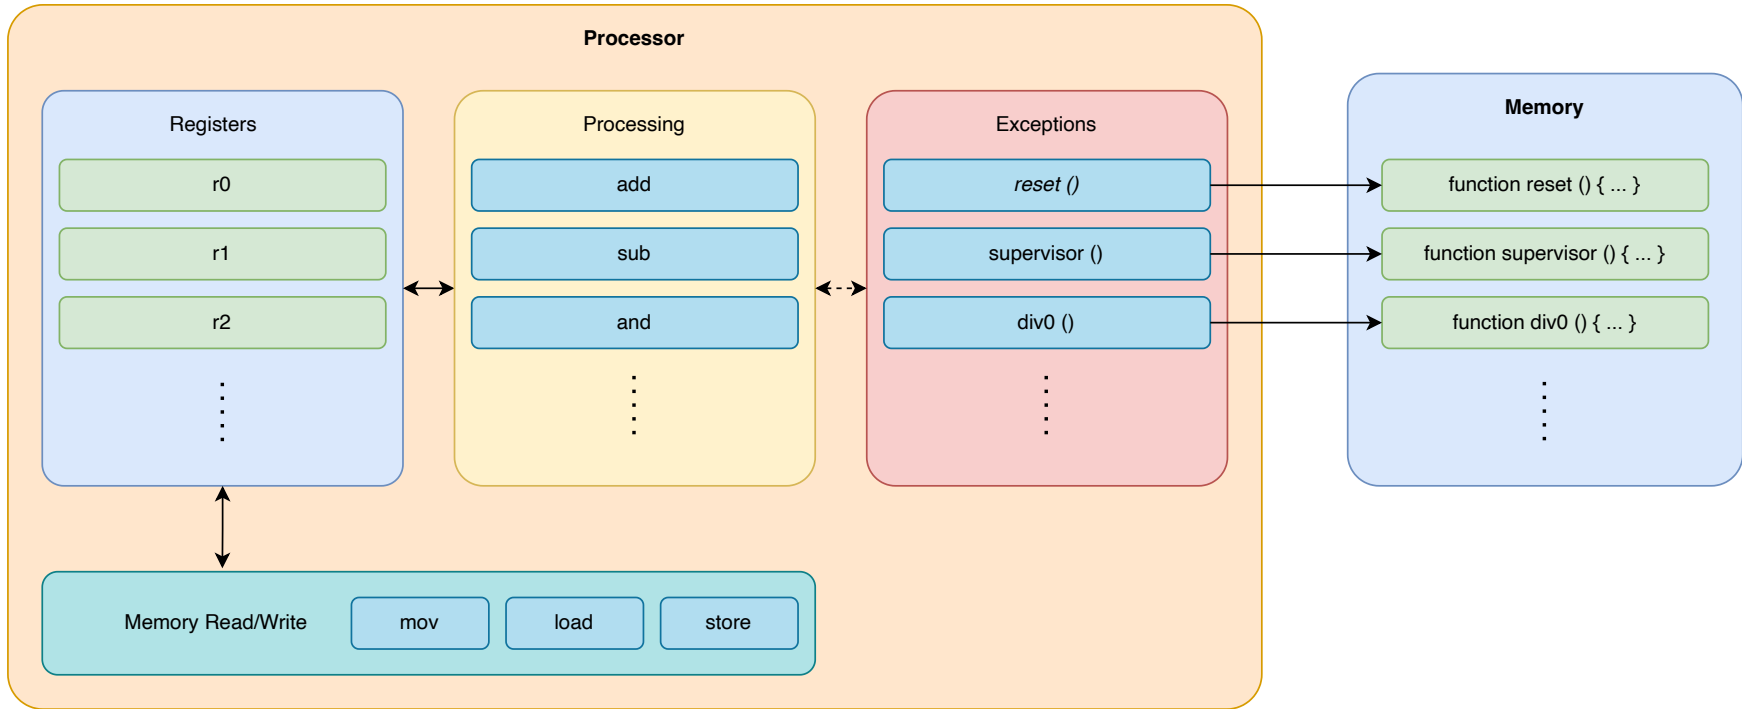 Processor
Registers
r0
r1
r2
Processing
add
sub
and
Exceptions
reset ()
supervisor ()
div0 ()
Memory
function reset () { ... }
function supervisor () { ... }
function div0 () { ... }
Memory Read/Write
mov
load
store